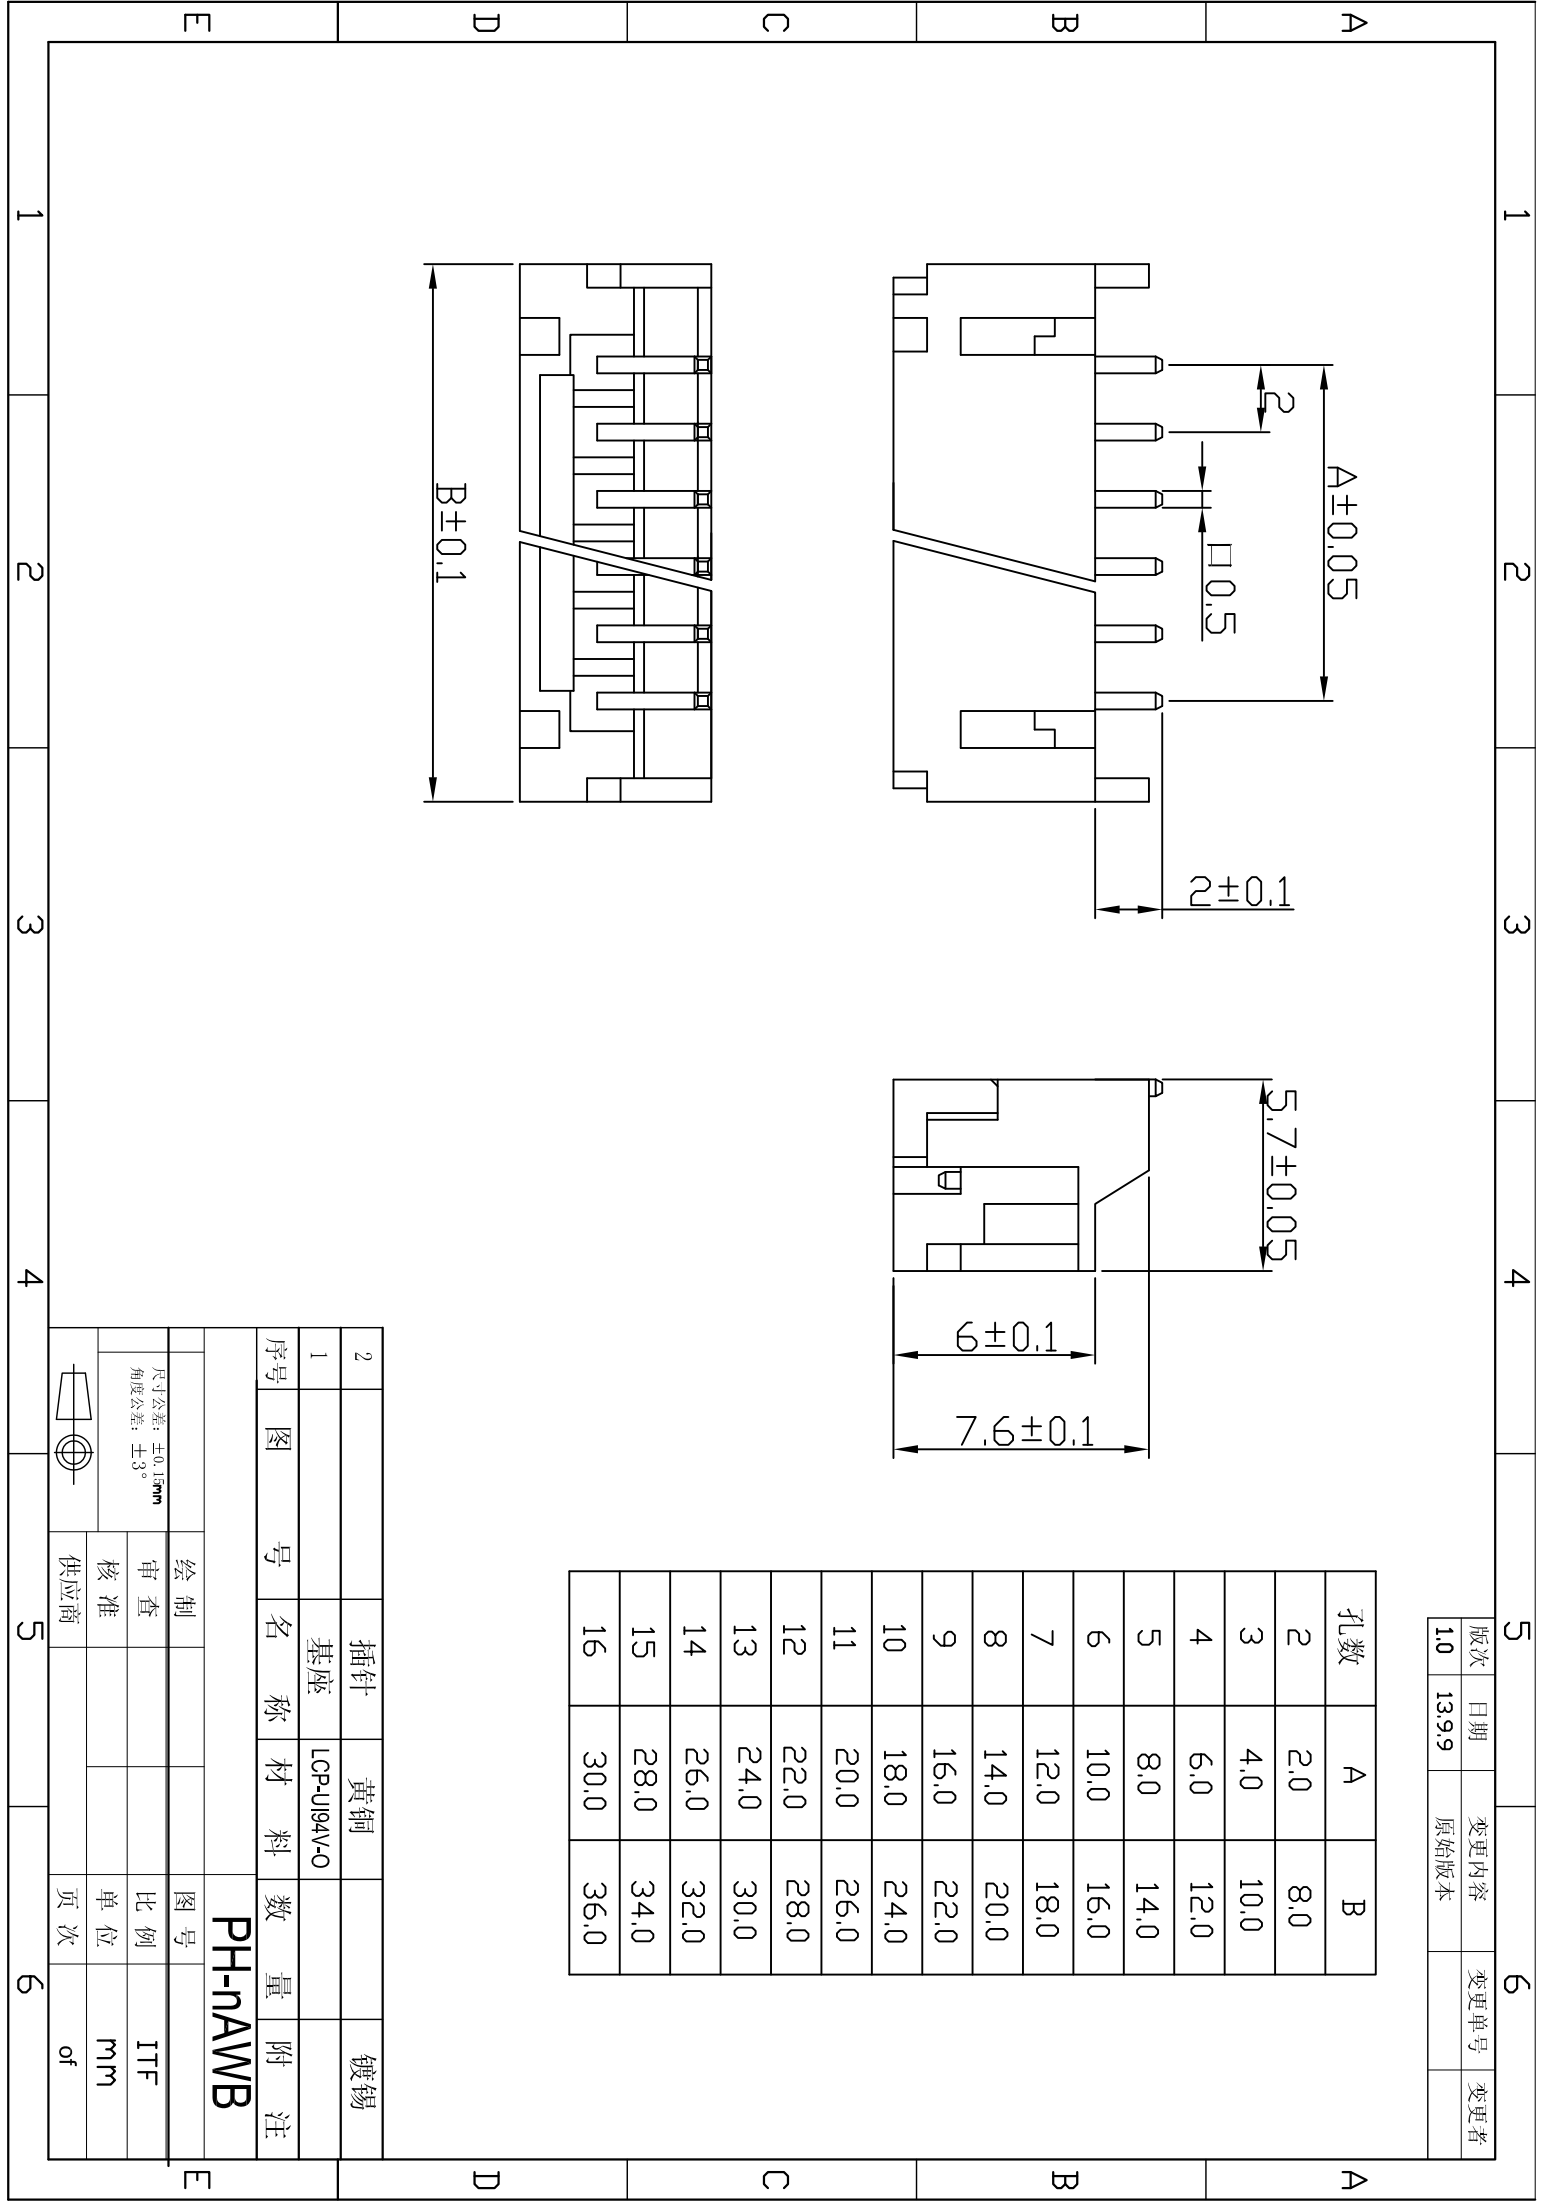 1 2 3 4 5 6
A
B
C
D
E
A
B
C
D
E
1 2 3 4 5 6
版次 日期 变更内容 变更单号 变更者
1.0 13.9.9 原始版本
A±0.05
2
口0.5
2±0.1
B±0.1
5.7±0.05
6±0.1
7.6±0.1
孔数 A B
2 2.0 8.0
3 4.0 10.0
4 6.0 12.0
5 8.0 14.0
6 10.0 16.0
7 12.0 18.0
8 14.0 20.0
9 16.0 22.0
10 18.0 24.0
11 20.0 26.0
12 22.0 28.0
13 24.0 30.0
14 26.0 32.0
15 28.0 34.0
16 30.0 36.0
2 插针 黄铜 镀锡
1 基座 LCP-Ul94V-0
序号 图 号 名 称 材 料 数 量 附 注
PH-nAWB
尺寸公差: ±0.15mm
角度公差: ±3°
绘 制 图 号
审 查 比 例 1TF
核 准 单 位 mm
供应商 页 次 of